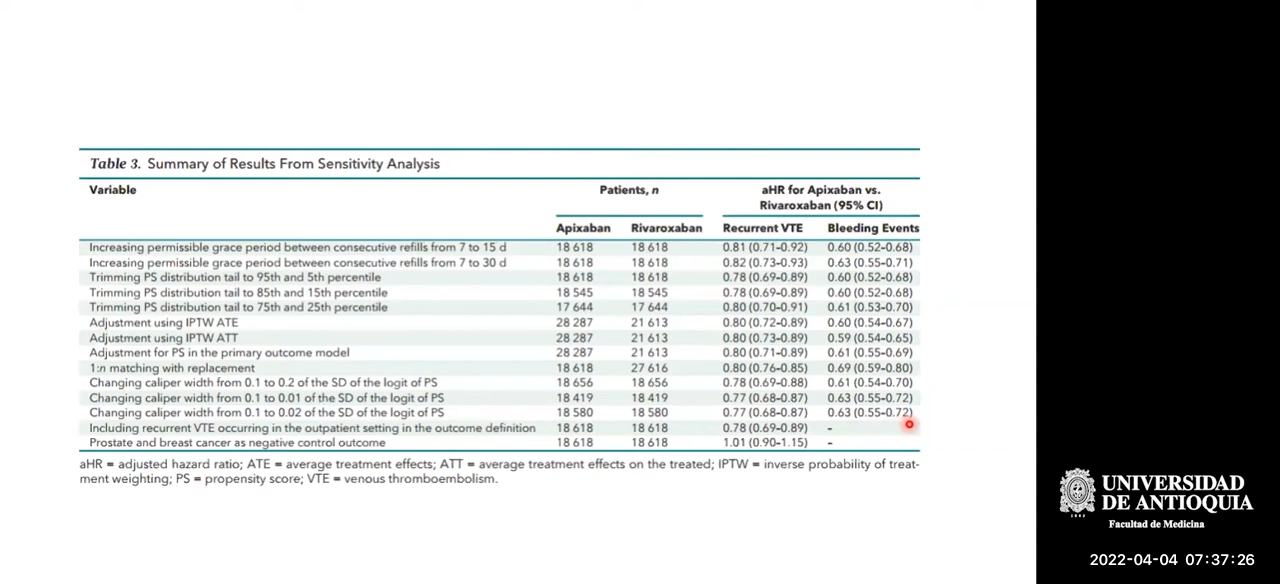 Table 3. Summary of Results From Sensitivity Analysis
Variable Patients, n aHR for Apixaban vs. Rivaroxaban (95% CI)
Apixaban Rivaroxaban Recurrent VTE Bleeding Events
Increasing permissible grace period between consecutive refills from 7 to 15 d 18 618 18 618 0.81 (0.71–0.92) 0.60 (0.52–0.68)
Increasing permissible grace period between consecutive refills from 7 to 30 d 18 618 18 618 0.82 (0.73–0.93) 0.63 (0.55–0.71)
Trimming PS distribution tail to 95th and 5th percentile 18 618 18 618 0.78 (0.69–0.89) 0.60 (0.52–0.68)
Trimming PS distribution tail to 85th and 15th percentile 18 545 18 545 0.78 (0.69–0.89) 0.60 (0.52–0.68)
Trimming PS distribution tail to 75th and 25th percentile 17 644 17 644 0.80 (0.70–0.91) 0.61 (0.53–0.70)
Adjustment using IPTW ATE 28 287 21 613 0.80 (0.72–0.89) 0.60 (0.54–0.67)
Adjustment using IPTW ATT 28 287 21 613 0.80 (0.73–0.89) 0.59 (0.54–0.65)
Adjustment for PS in the primary outcome model 28 287 21 613 0.80 (0.71–0.89) 0.61 (0.55–0.69)
1:n matching with replacement 18 618 27 616 0.80 (0.76–0.85) 0.69 (0.59–0.80)
Changing caliper width from 0.1 to 0.2 of the SD of the logit of PS 18 656 18 656 0.78 (0.69–0.88) 0.61 (0.54–0.70)
Changing caliper width from 0.1 to 0.01 of the SD of the logit of PS 18 419 18 419 0.77 (0.68–0.87) 0.63 (0.55–0.72)
Changing caliper width from 0.1 to 0.02 of the SD of the logit of PS 18 580 18 580 0.77 (0.68–0.87) 0.63 (0.55–0.72)
Including recurrent VTE occurring in the outpatient setting in the outcome definition 18 618 18 618 0.78 (0.69–0.89) -
Prostate and breast cancer as negative control outcome 18 618 18 618 1.01 (0.90–1.15) -
aHR = adjusted hazard ratio; ATE = average treatment effects; ATT = average treatment effects on the treated; IPTW = inverse probability of treat-
ment weighting; PS = propensity score; VTE = venous thromboembolism.
UNIVERSIDAD
DE ANTIOQUIA
1803
Facultad de Medicina
2022-04-04 07:37:26